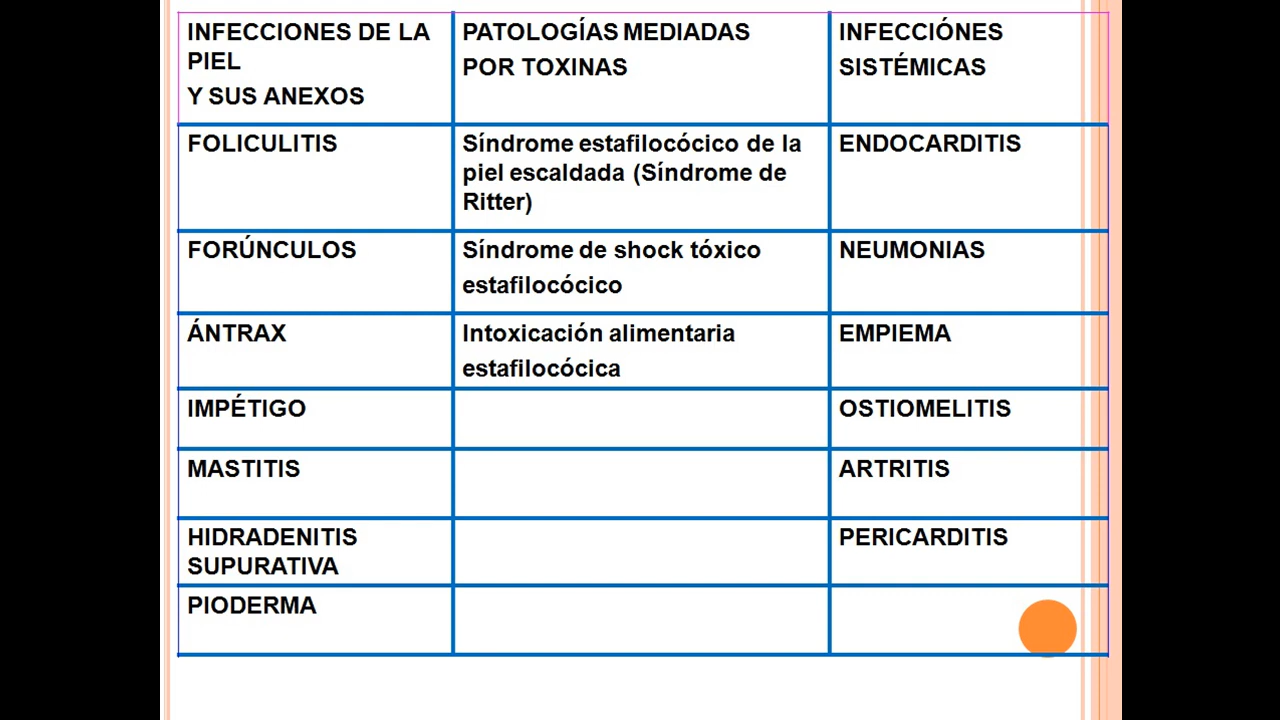 INFECCIONES DE LA
PIEL
Y SUS ANEXOS
PATOLOGÍAS MEDIADAS
POR TOXINAS
INFECCIÓNES
SISTÉMICAS
FOLICULITIS
Síndrome estafilocócico de la
piel escaldada (Síndrome de
Ritter)
ENDOCARDITIS
FORÚNCULOS
Síndrome de shock tóxico
estafilocócico
NEUMONIAS
ÁNTRAX
Intoxicación alimentaria
estafilocócica
EMPIEMA
IMPÉTIGO
OSTIOMELITIS
MASTITIS
ARTRITIS
HIDRADENITIS
SUPURATIVA
PERICARDITIS
PIODERMA